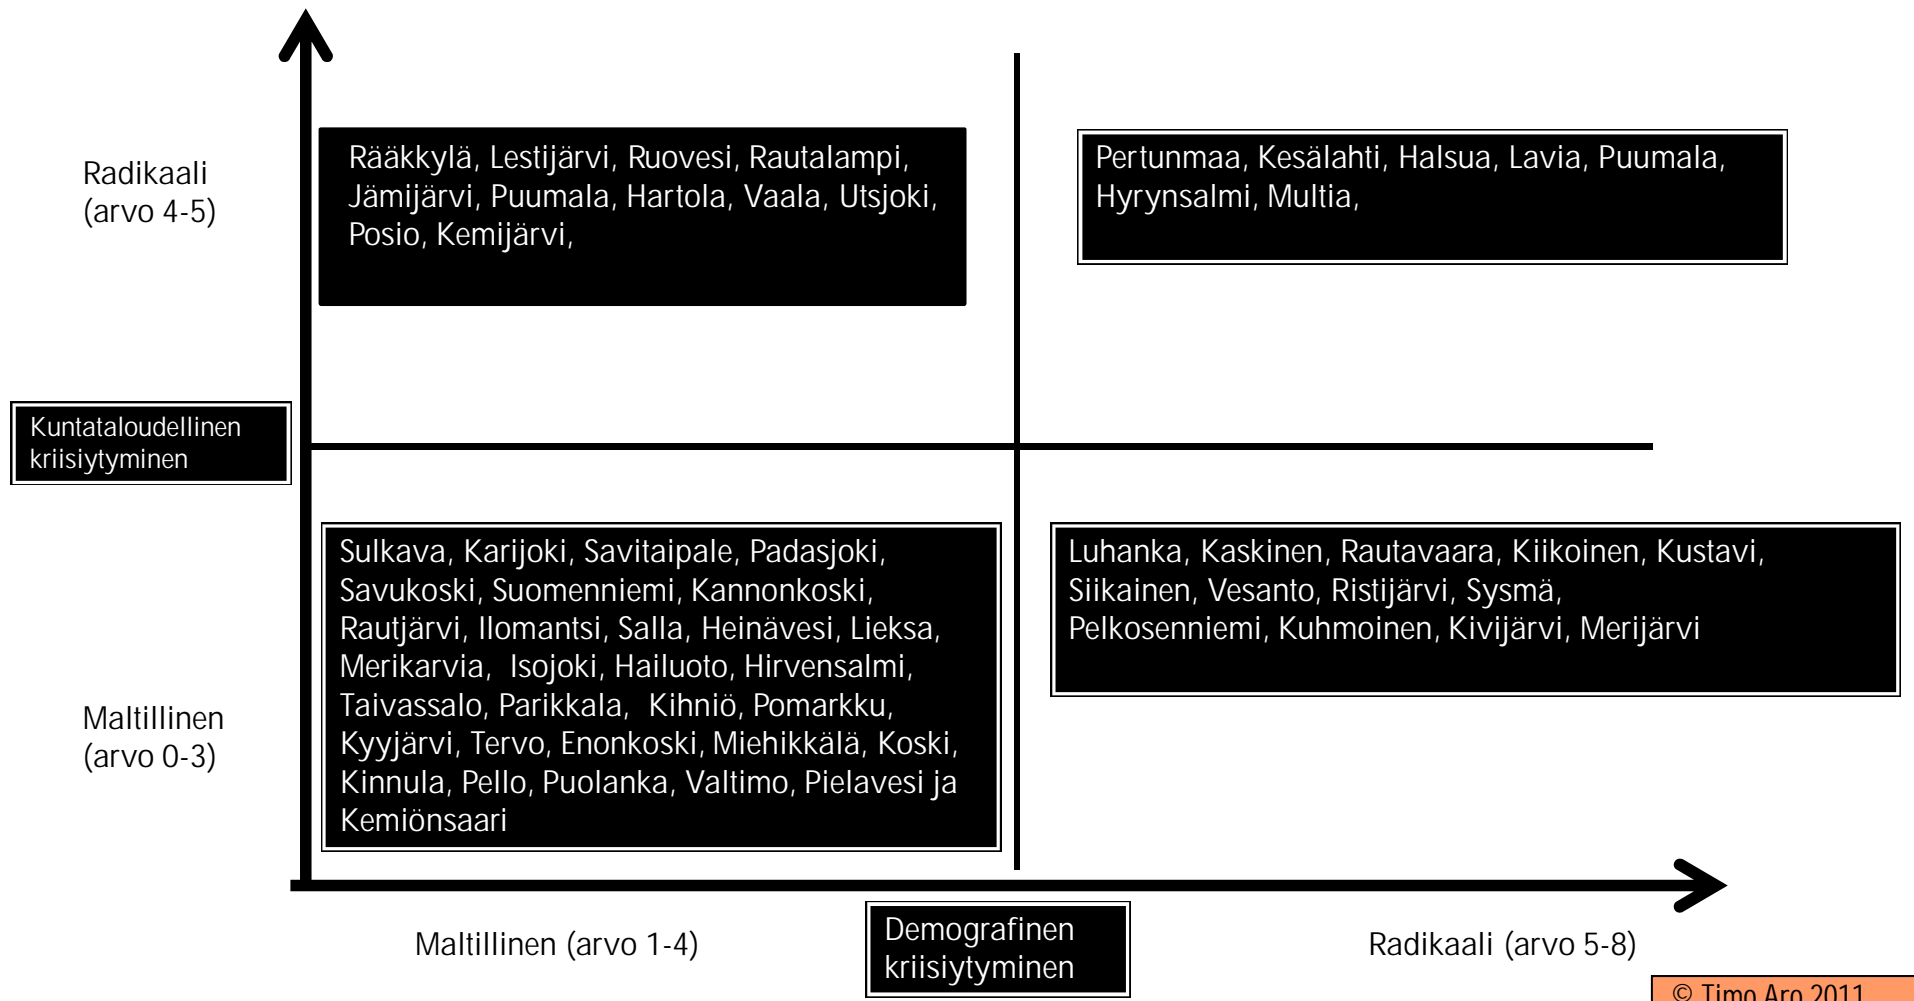 Radikaali
(arvo 4-5)
Rääkkylä, Lestijärvi, Ruovesi, Rautalampi,
Jämijärvi, Puumala, Hartola, Vaala, Utsjoki,
Posio, Kemijärvi,
Pertunmaa, Kesälahti, Halsua, Lavia, Puumala,
Hyrynsalmi, Multia,
Kuntataloudellinen
kriisiytyminen
Maltillinen
(arvo 0-3)
Sulkava, Karijoki, Savitaipale, Padasjoki,
Savukoski, Suomenniemi, Kannonkoski,
Rautjärvi, Ilomantsi, Salla, Heinävesi, Lieksa,
Merikarvia, Isojoki, Hailuoto, Hirvensalmi,
Taivassalo, Parikkala, Kihniö, Pomarkku,
Kyyjärvi, Tervo, Enonkoski, Miehikkälä, Koski,
Kinnula, Pello, Puolanka, Valtimo, Pielavesi ja
Kemiönsaari
Luhanka, Kaskinen, Rautavaara, Kiikoinen, Kustavi,
Siikainen, Vesanto, Ristijärvi, Sysmä,
Pelkosenniemi, Kuhmoinen, Kivijärvi, Merijärvi
Maltillinen (arvo 1-4)
Demografinen
kriisiytyminen
Radikaali (arvo 5-8)
© Timo Aro 2011